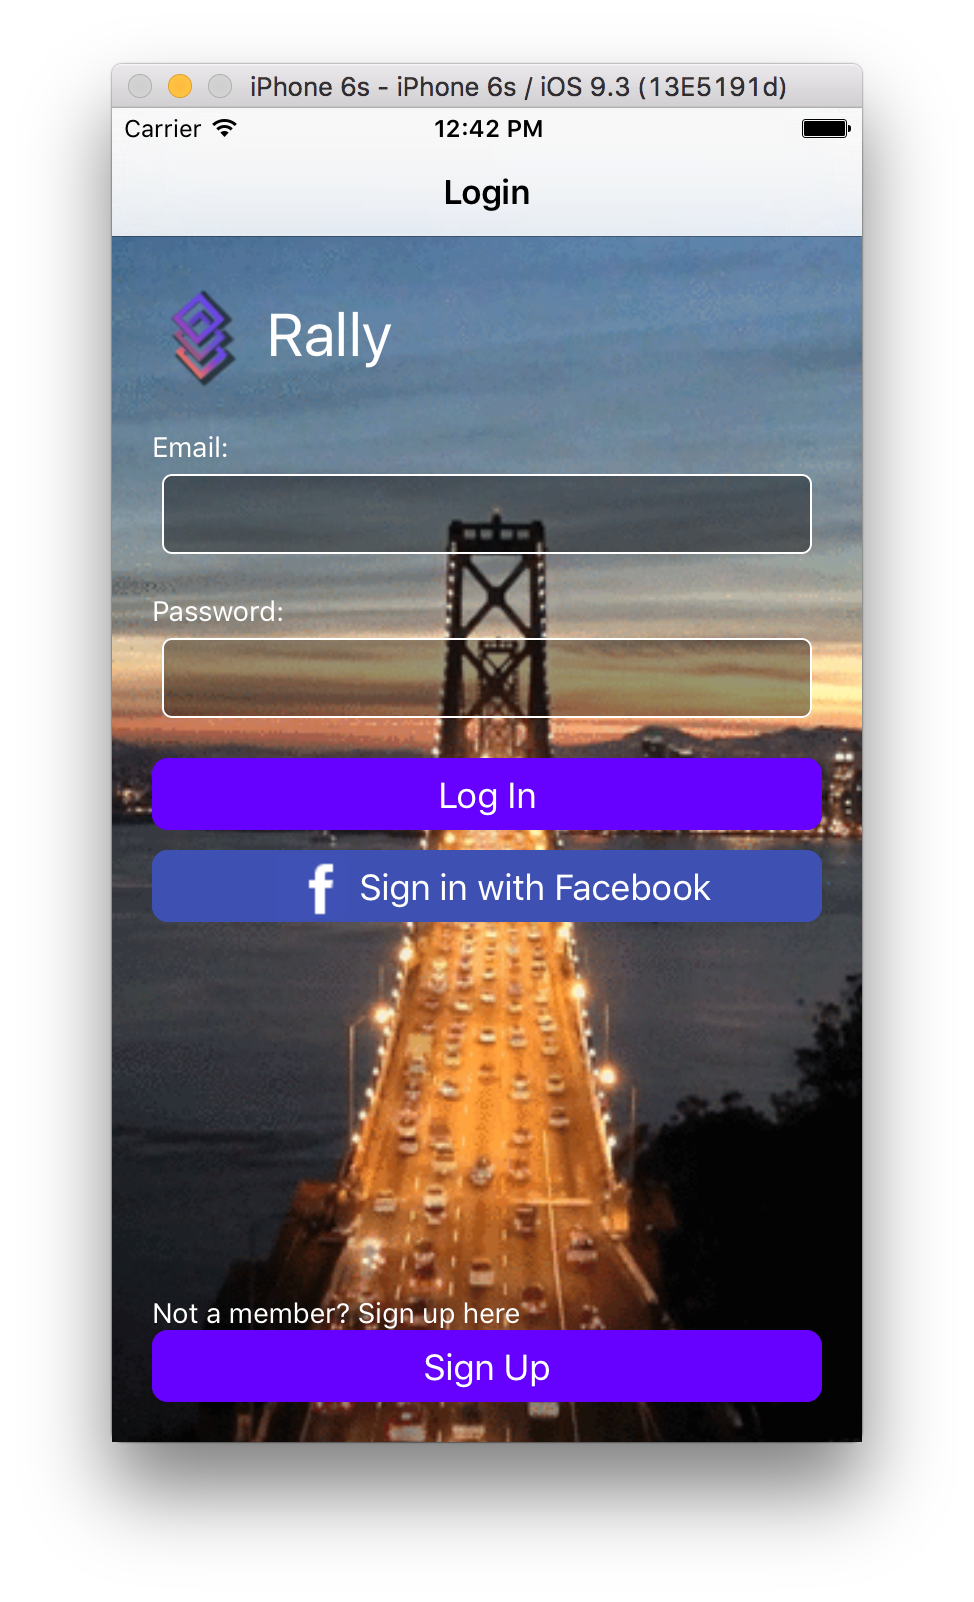 iPhone 6s - iPhone 6s / iOS 9.3 (13E5191d)
Carrier 12:42 PM
Login
Rally
Email:
Password:
Log In
f Sign in with Facebook
Not a member? Sign up here
Sign Up